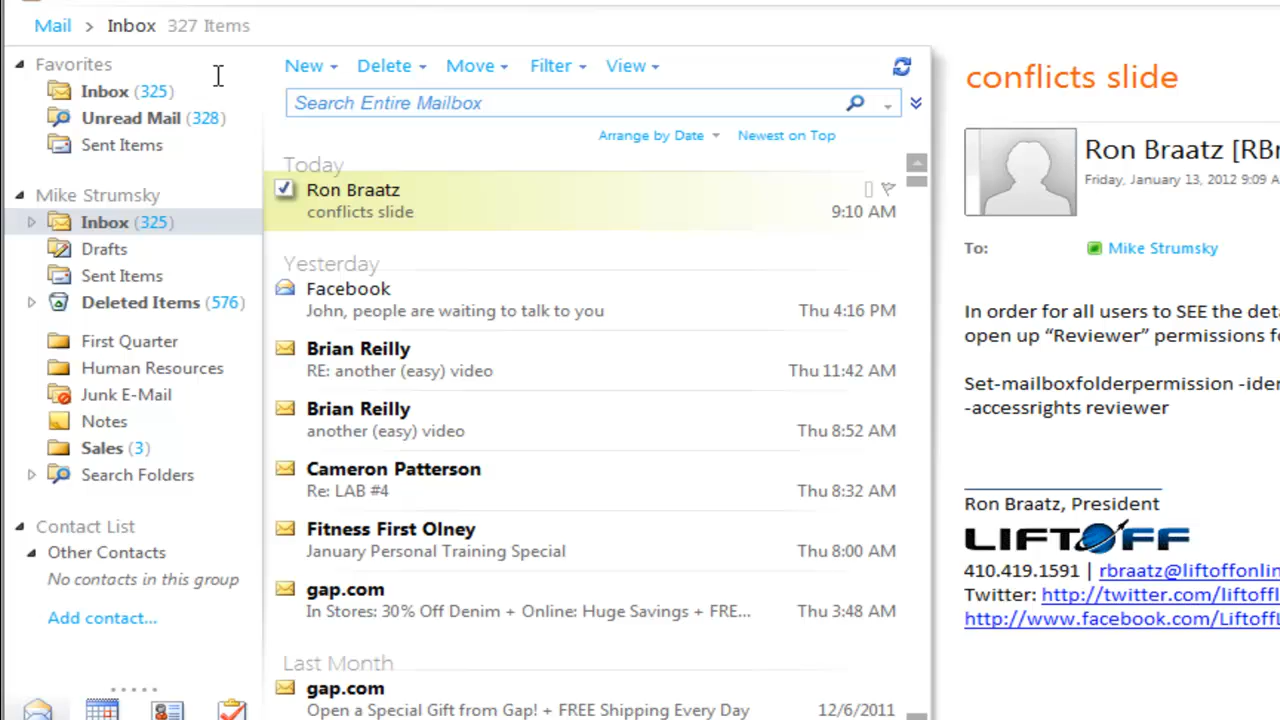 Mail > Inbox 327 Items
Favorites
Inbox (325)
Unread Mail (328)
Sent Items
Mike Strumsky
Inbox (325)
Drafts
Sent Items
Deleted Items (576)
First Quarter
Human Resources
Junk E-Mail
Notes
Sales (3)
Search Folders
Contact List
Other Contacts
No contacts in this group
Add contact...
New Delete Move Filter View
Search Entire Mailbox
Arrange by Date Newest on Top
Today
Ron Braatz
conflicts slide 9:10 AM
Yesterday
Facebook
John, people are waiting to talk to you Thu 4:16 PM
Brian Reilly
RE: another (easy) video Thu 11:42 AM
Brian Reilly
another (easy) video Thu 8:52 AM
Cameron Patterson
Re: LAB #4 Thu 8:32 AM
Fitness First Olney
January Personal Training Special Thu 8:00 AM
gap.com
In Stores: 30% Off Denim + Online: Huge Savings + FRE... Thu 3:48 AM
Last Month
gap.com
Open a Special Gift from Gap! + FREE Shipping Every Day 12/6/2011
conflicts slide
Ron Braatz [RB
Friday, January 13, 2012 9:09 A
To: Mike Strumsky
In order for all users to SEE the deta
open up “Reviewer” permissions fo
Set-mailboxfolderpermission -iden
-accessrights reviewer
Ron Braatz, President
LIFTOFF
410.419.1591 | rbraatz@liftoffonlin
Twitter: http://twitter.com/liftoffl
http://www.facebook.com/Liftoff